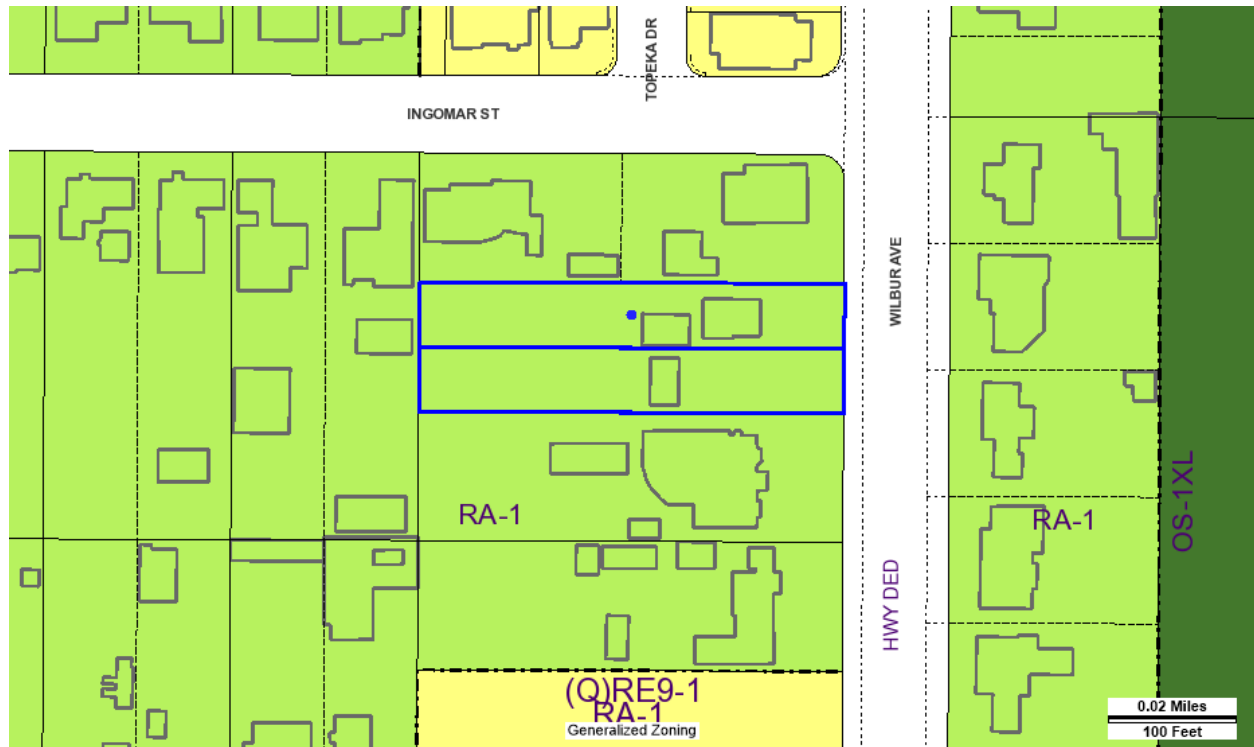 TOPEKA DR
INGOMAR ST
WILBUR AVE
RA-1
RA-1
OS-1XL
HWY DED
(Q)RE9-1
RA-1
Generalized Zoning
0.02 Miles
100 Feet